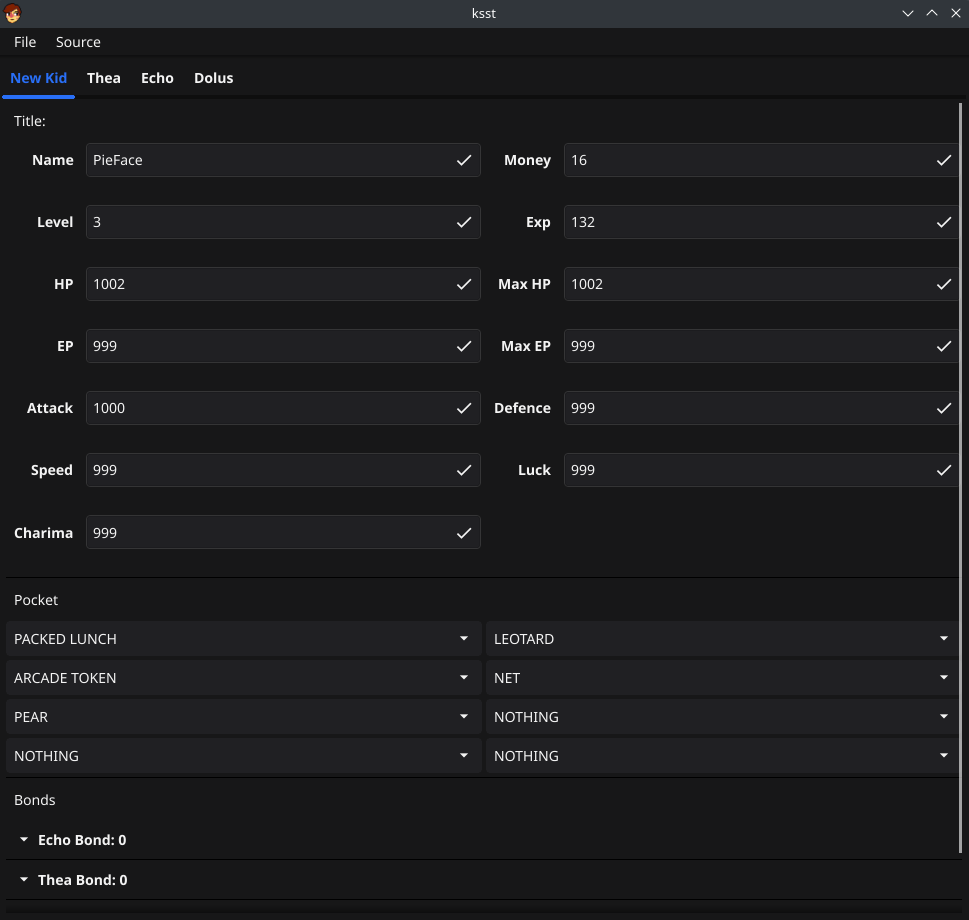 ksst
File Source
New Kid Thea Echo Dolus
Title:
Name PieFace Money 16
Level 3 Exp 132
HP 1002 Max HP 1002
EP 999 Max EP 999
Attack 1000 Defence 999
Speed 999 Luck 999
Charima 999
Pocket
PACKED LUNCH LEOTARD
ARCADE TOKEN NET
PEAR NOTHING
NOTHING NOTHING
Bonds
Echo Bond: 0
Thea Bond: 0